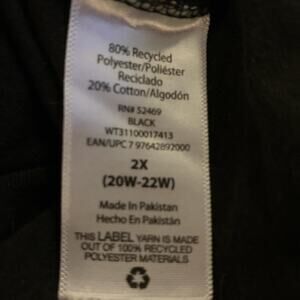 80% Recycled
Polyester/Poliéster
Reciclado
20% Cotton/Algodón
RN# 52469
BLACK
WT31100017413
EAN/UPC 7 97642892000
2X
(20W-22W)
Made In Pakistan
Hecho En Pakistán
THIS LABEL YARN IS MADE
OUT OF 100% RECYCLED
POLYESTER MATERIALS